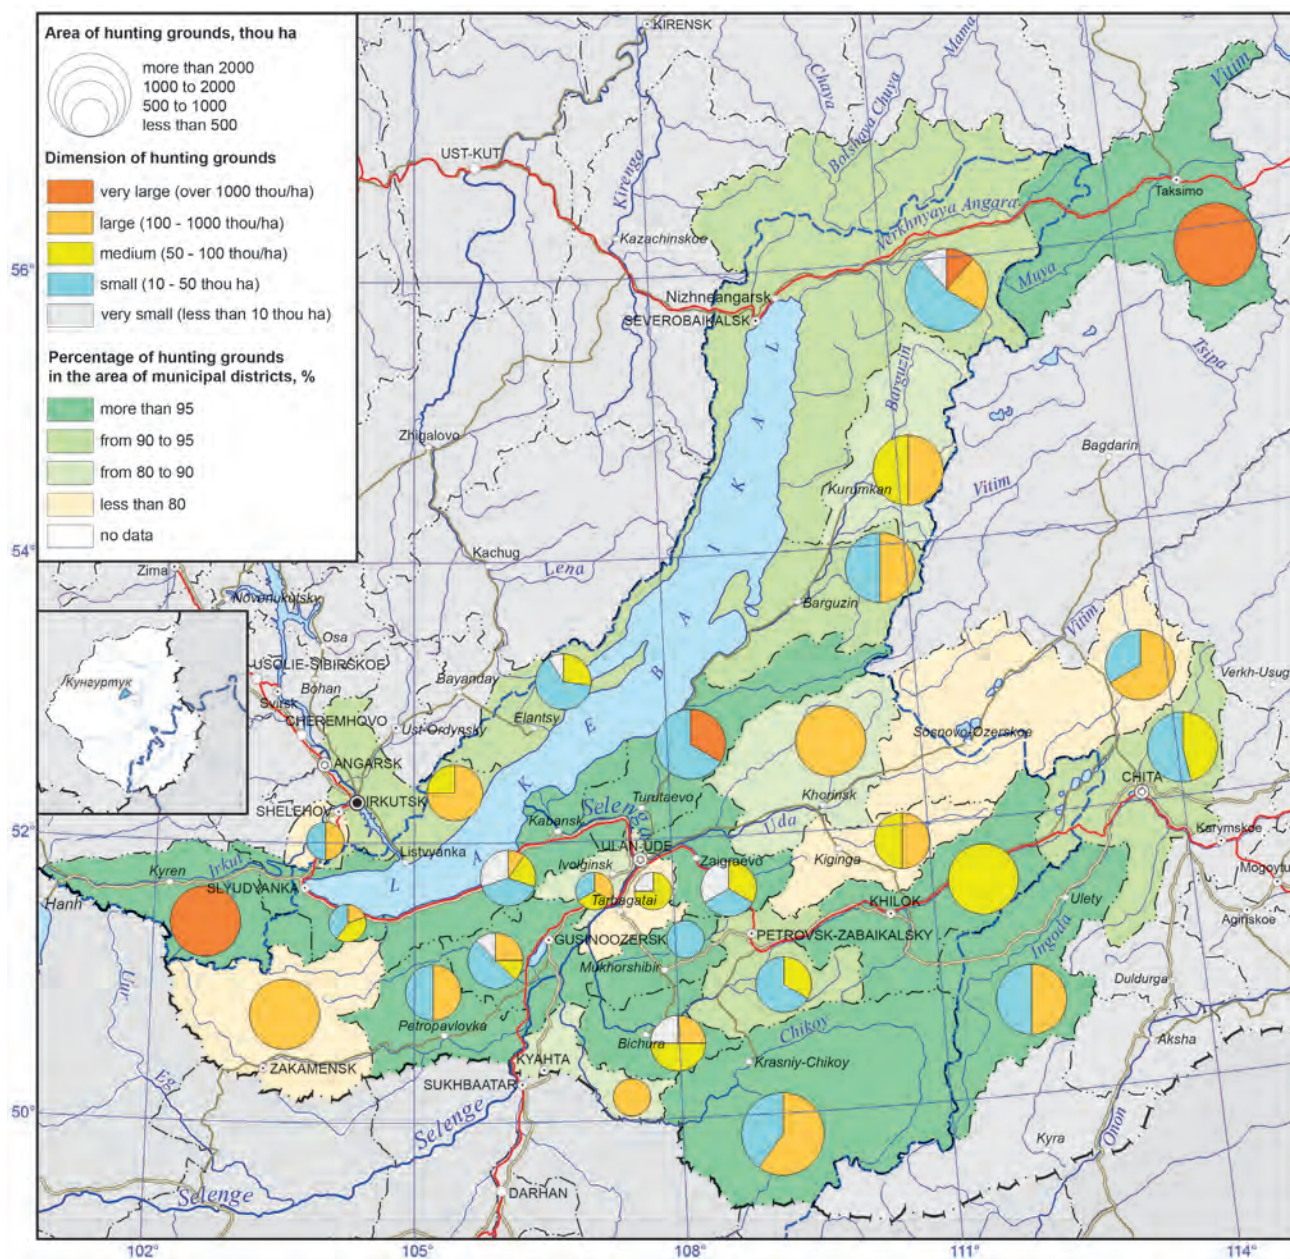 Area of hunting grounds, thou ha
more than 2000
1000 to 2000
500 to 1000
less than 500
Dimension of hunting grounds
very large (over 1000 thou/ha)
large (100 - 1000 thou/ha)
medium (50 - 100 thou/ha)
small (10 - 50 thou ha)
very small (less than 10 thou ha)
Percentage of hunting grounds
in the area of municipal districts, %
more than 95
from 90 to 95
from 80 to 90
less than 80
no data
KIRENSK
Mama
Chaya
Bolshaya Chuya
Vitim
UST-KUT
Kirenga
Taksimo
Verkhnyaya Angara
Kazachinskoe
56°
Muya
Nizhneangarsk
SEVEROBAIKALSK
Tsipa
Barguzin
Zhigalovo
Bagdarin
Kurumkan
Vitim
54°
Kachug
Lena
Zima
Novonukutsky
Barguzin
Osa
Vitim
Кунгуртук
USOLIE-SIBIRSKOE
Bohan
Bayanday
Verkh-Usug
Svirsk
Elantsy
CHEREMHOVO
Ust-Ordynsky
Sosnovo-Ozerskoe
ANGARSK
CHITA
IRKUTSK
SHELEHOV
Turutaevo
Khorinsk
Selenga
52°
Kabansk
Uda
Karymskoe
Listvyanka
ULAN-UDE
Irkut
Ivolginsk
Zaigraevo
Kiginga
Kyren
Mogoytu
SLYUDYANKA
LAKE BAIKAL
Tarbagatai
Ulety
Hanh
KHILOK
Aginskoe
GUSINOOZERSK
PETROVSK-ZABAIKALSKY
Ingoda
Mukhorshibir
Uur
Duldurga
Petropavlovka
Chikoy
Bichura
Aksha
KYAHTA
Krasniy-Chikoy
ZAKAMENSK
Eg
SUKHBAATAR
50°
Selenge
Onon
Kyra
Selenge
DARHAN
102°
105°
108°
111°
114°